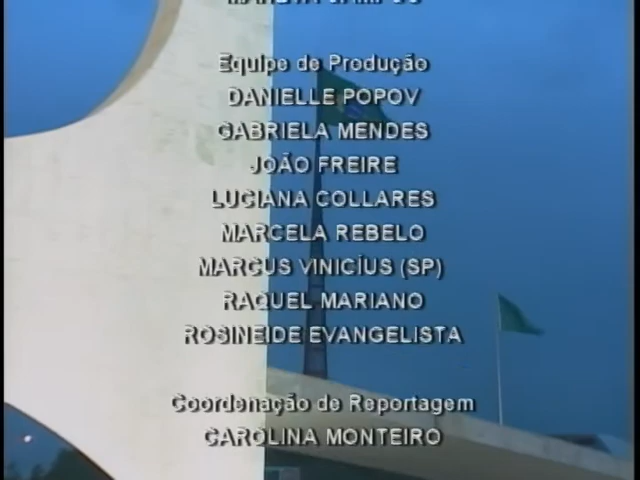 Equipe de Produção
DANIELLE POPOV
GABRIELA MENDES
JOÃO FREIRE
LUCIANA COLLARES
MARCELA REBELO
MARCUS VINICÍUS (SP)
RAQUEL MARIANO
ROSINEIDE EVANGELISTA
Coordenação de Reportagem
CAROLINA MONTEIRO